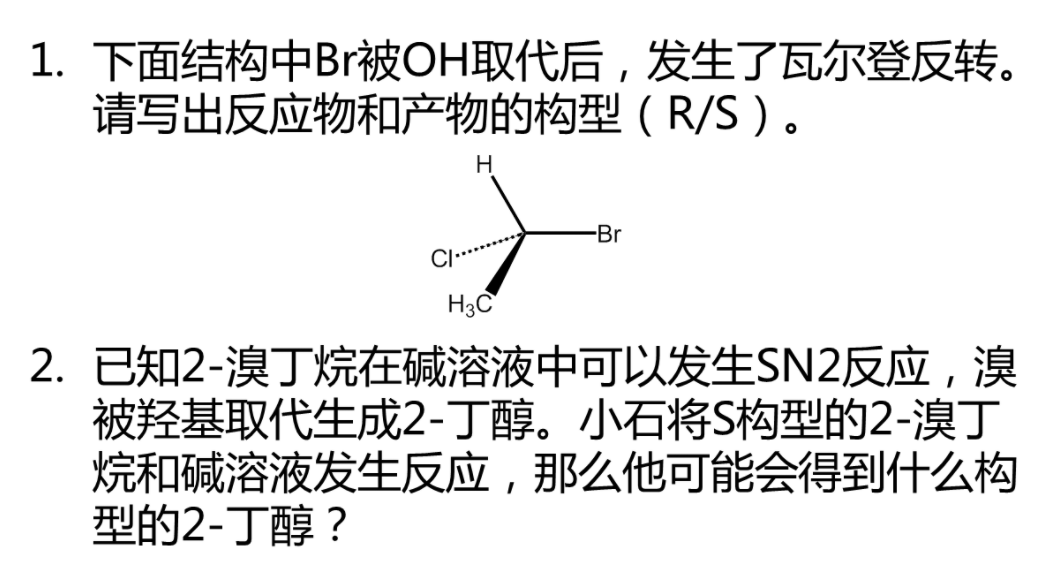 1. 下面结构中Br被OH取代后，发生了瓦尔登反转。
请写出反应物和产物的构型（R/S）。
H
Br
Cl
H₃C
2. 已知2-溴丁烷在碱溶液中可以发生SN2反应，溴
被羟基取代生成2-丁醇。小石将S构型的2-溴丁
烷和碱溶液发生反应，那么他可能会得到什么构
型的2-丁醇？